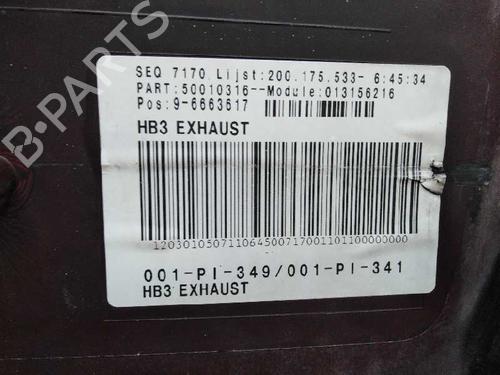 B-PARTS
SEQ 7170 Lijst:200.175.533- 6:45:34
PART:50010316--Module:013156216
Pos:9-6663617
HB3 EXHAUST
12030105071106450071700110110000000
001-PI-349/001-PI-341
HB3 EXHAUST